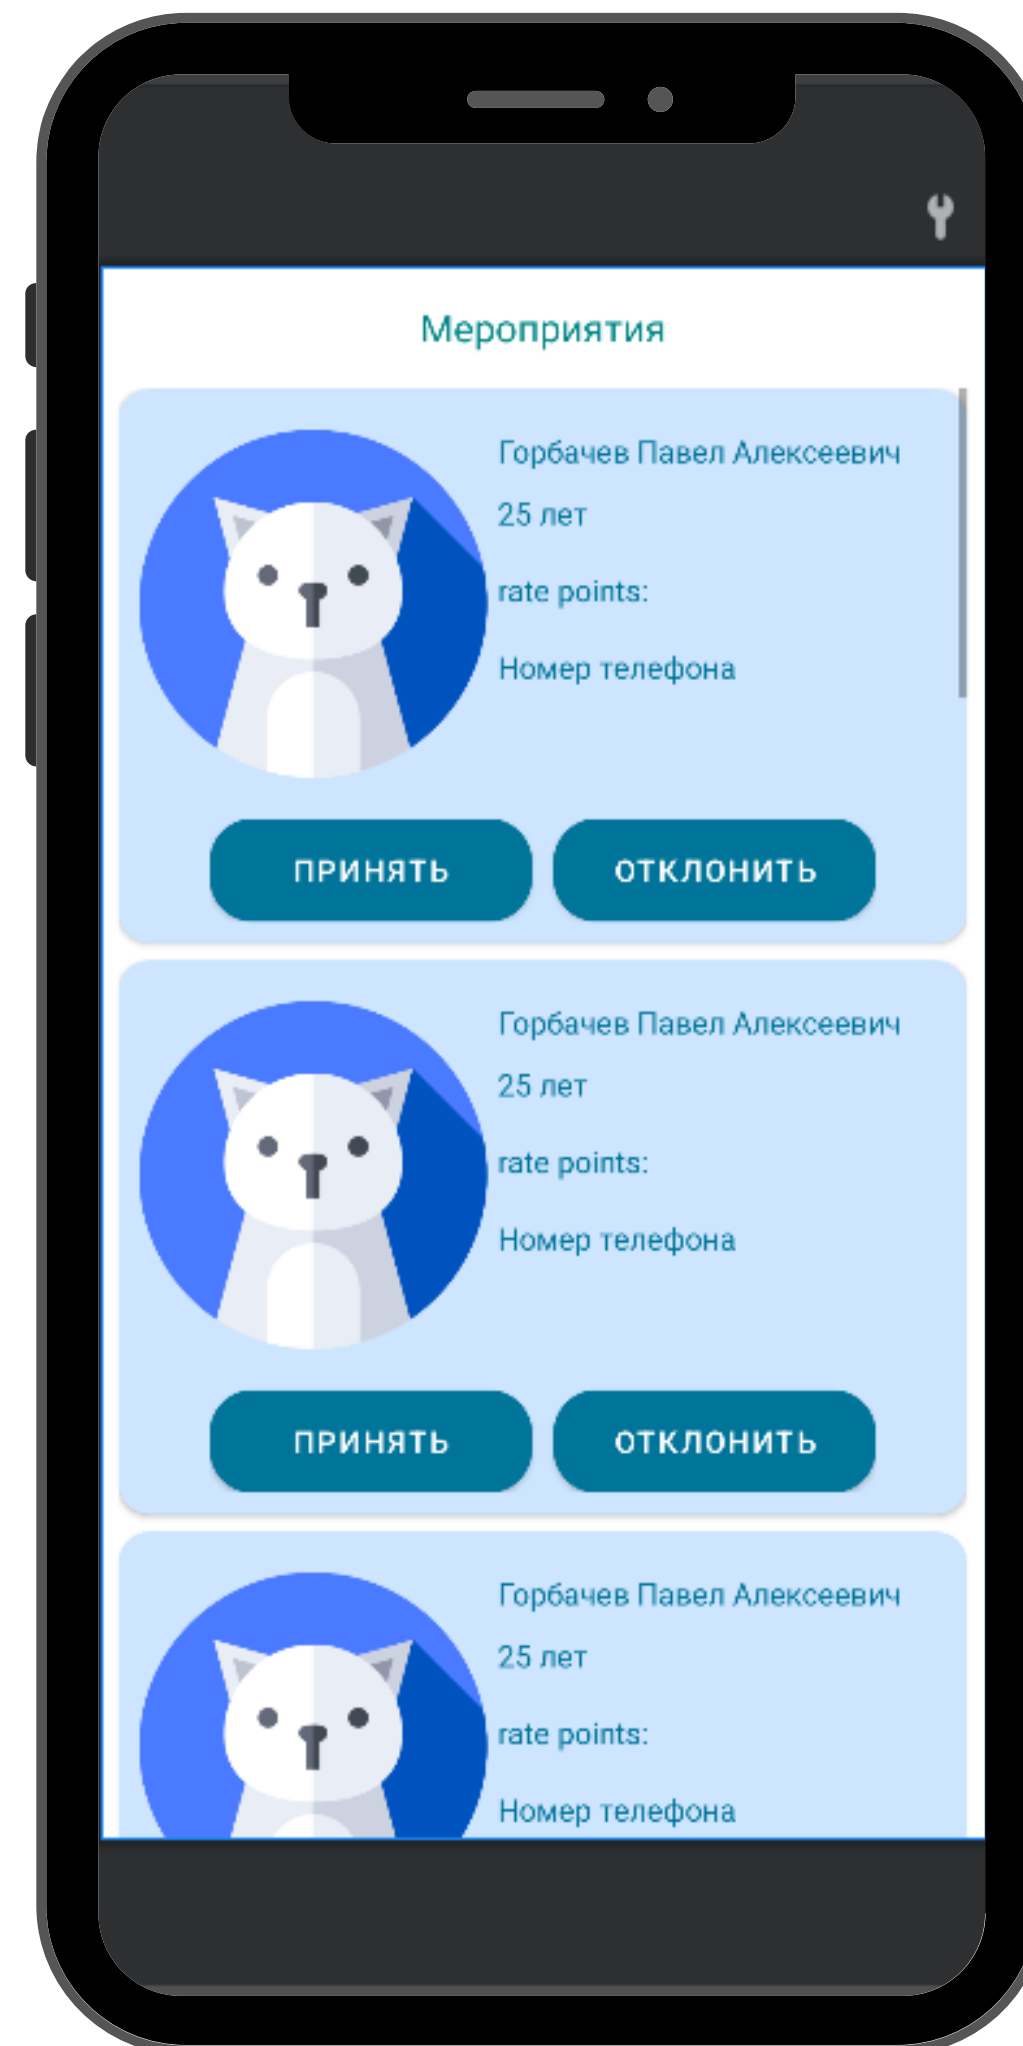 Мероприятия
Горбачев Павел Алексеевич
25 лет
rate points:
Номер телефона
ПРИНЯТЬ ОТКЛОНИТЬ
Горбачев Павел Алексеевич
25 лет
rate points:
Номер телефона
ПРИНЯТЬ ОТКЛОНИТЬ
Горбачев Павел Алексеевич
25 лет
rate points:
Номер телефона